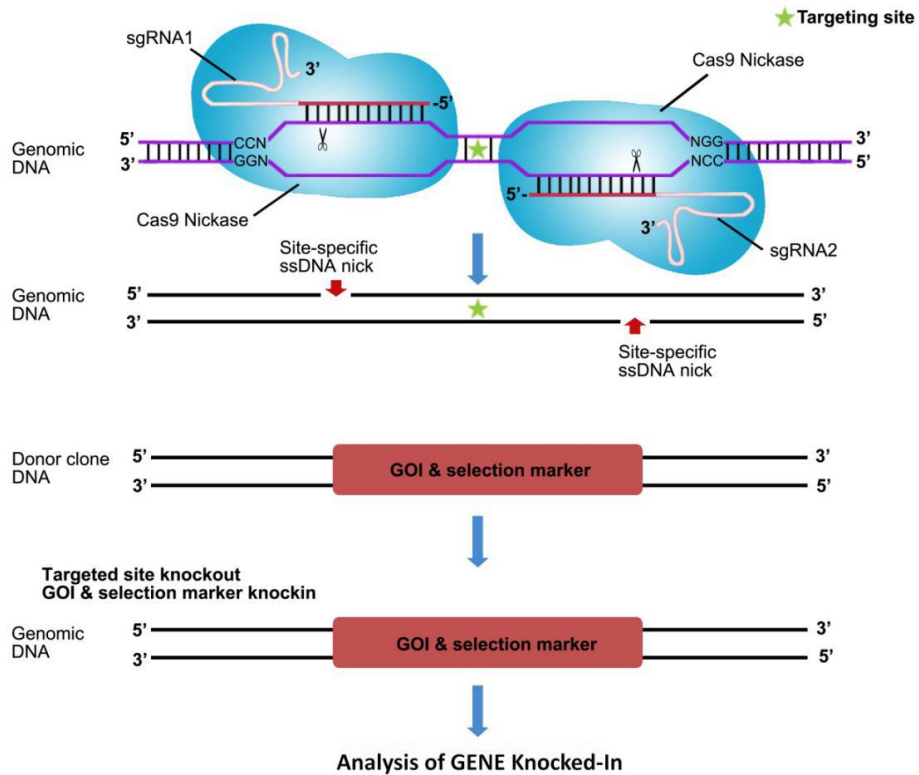 Targeting site
sgRNA1
3’
Cas9 Nickase
-5’
Genomic
DNA
5’
3’
CCN
GGN
NGG
NCC
3’
5’
5’-
Cas9 Nickase
3’
sgRNA2
Site-specific
ssDNA nick
Genomic
DNA
5’
3’
3’
5’
Site-specific
ssDNA nick
Donor clone
DNA
5’
3’
GOI & selection marker
3’
5’
Targeted site knockout
GOI & selection marker knockin
Genomic
DNA
5’
3’
GOI & selection marker
3’
5’
Analysis of GENE Knocked-In